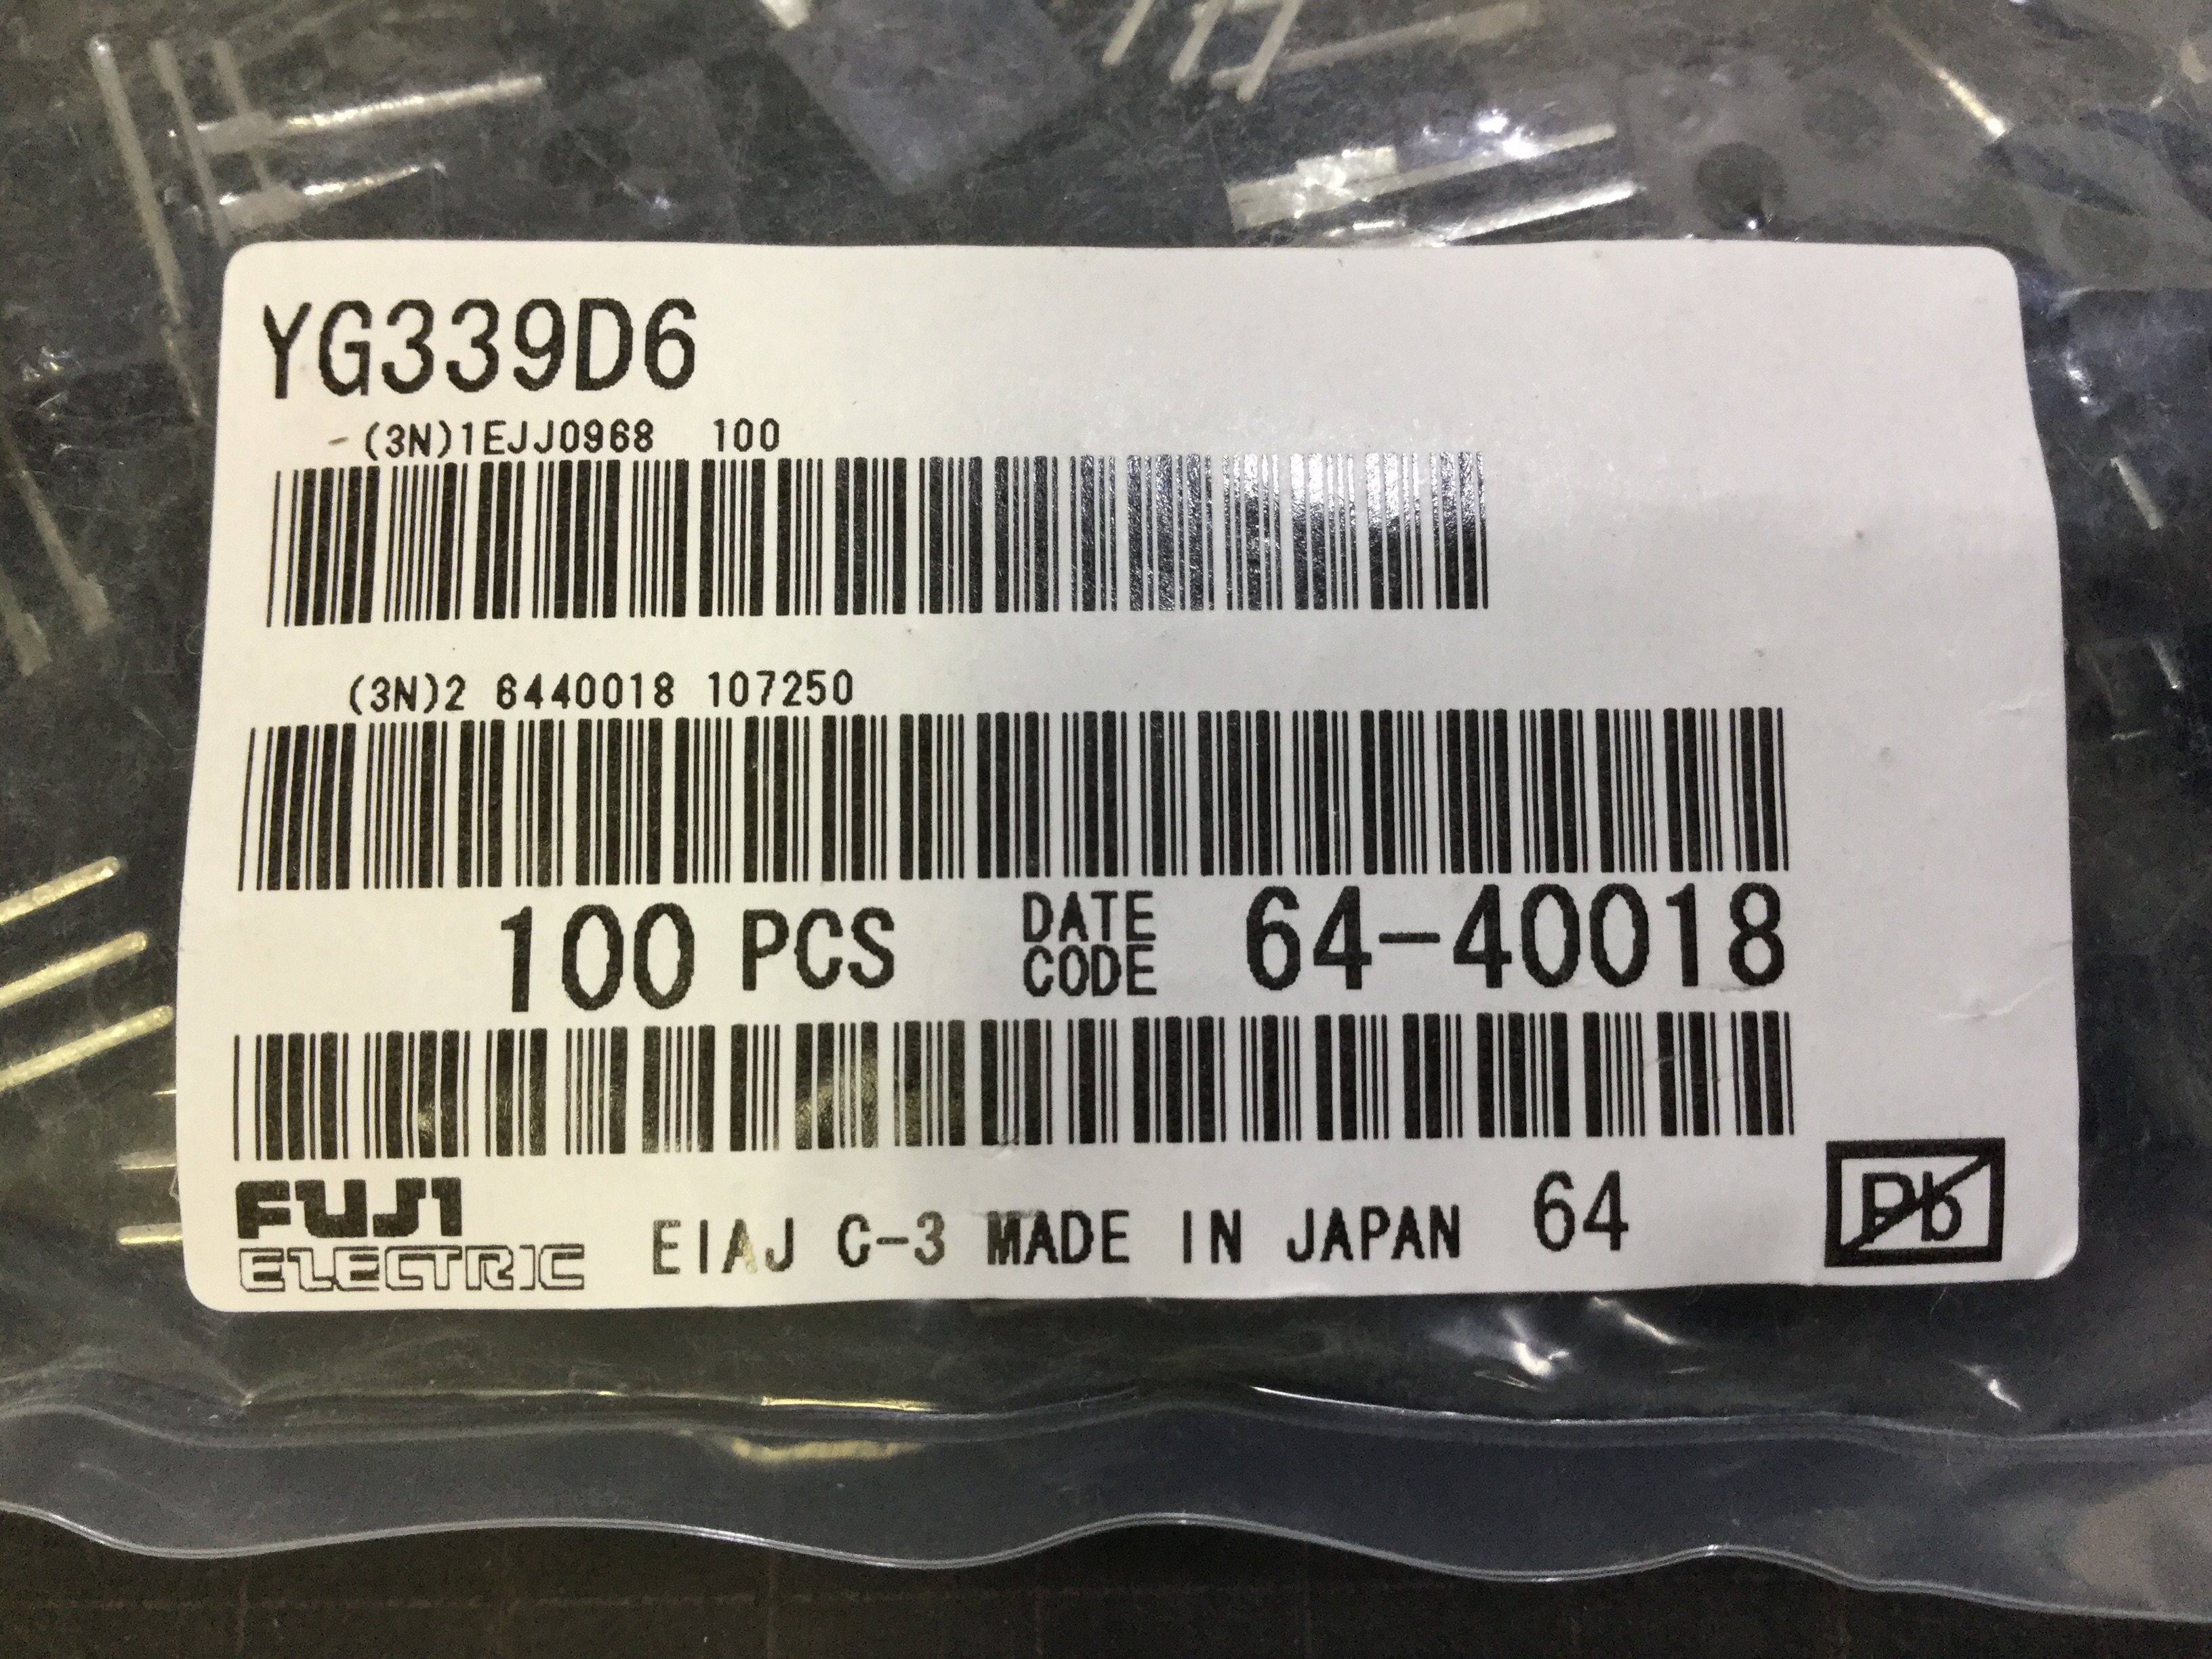 YG339D6
(3N)1EJJ0968 100
(3N)2 6440018 107250
100 PCS DATE CODE 64-40018
FUJI ELECTRIC
EIAJ C-3 MADE IN JAPAN 64
Pb